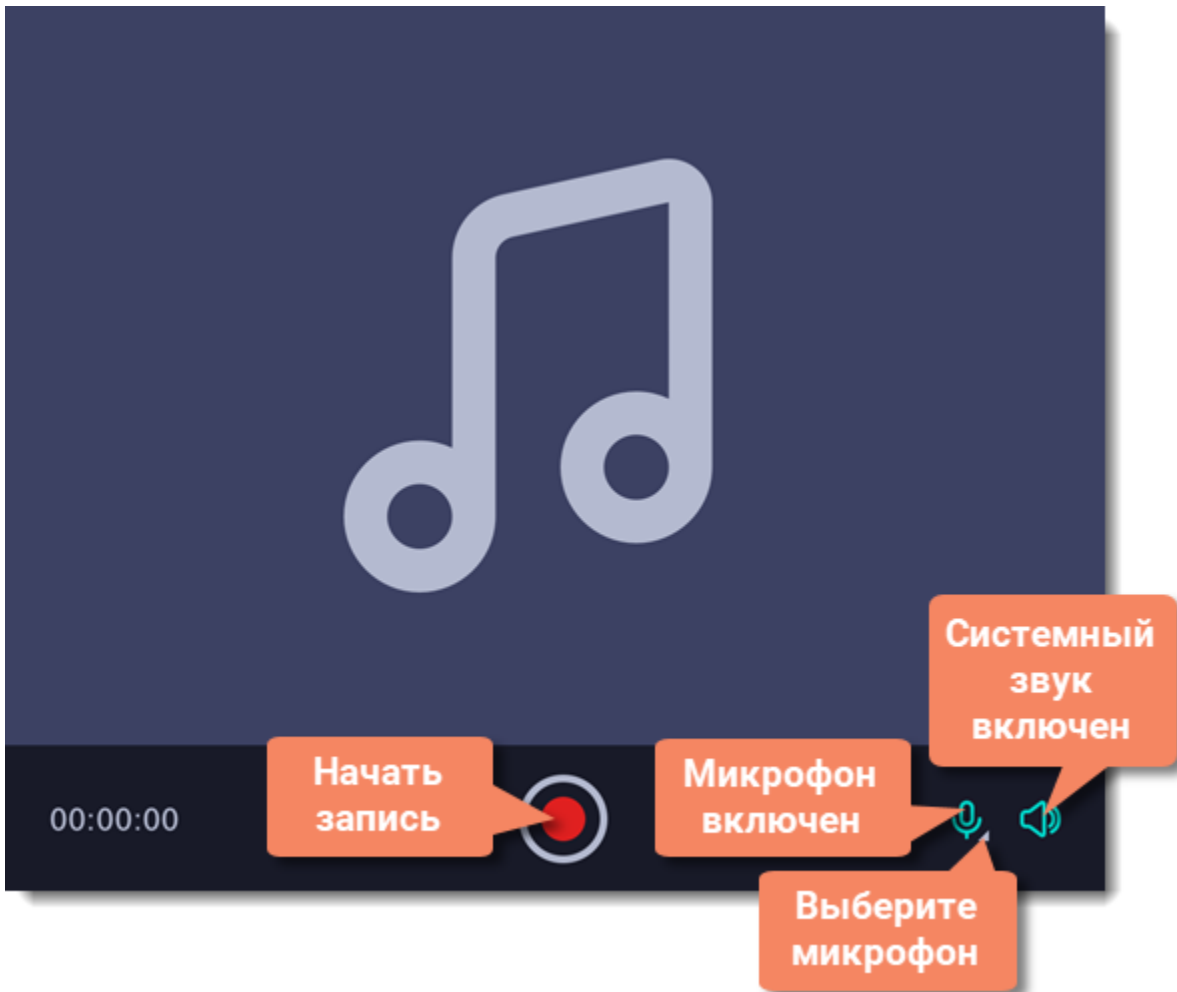 Системный
звук
включен
00:00:00
Начать
запись
Микрофон
включен
Выберите
микрофон